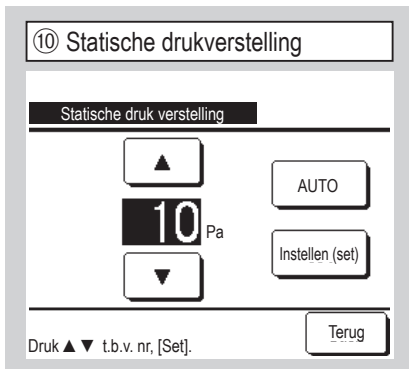 ⑩ Statische drukverstelling
Statische druk verstelling
▲
AUTO
10 Pa
Instellen (set)
▼
Terug
Druk ▲ ▼ t.b.v. nr, [Set].